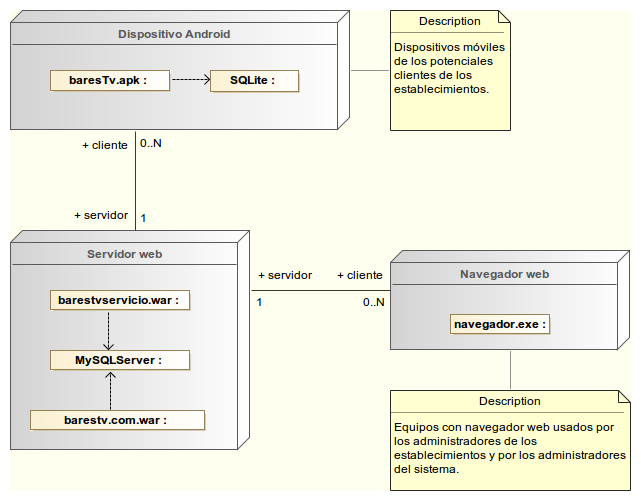 Dispositivo Android
baresTv.apk :
SQLite :
Description
Dispositivos móviles
de los potenciales
clientes de los
establecimientos.
+ cliente
0..N
+ servidor
1
Servidor web
barestvservicio.war :
MySQLServer :
barestv.com.war :
+ servidor
+ cliente
1
0..N
Navegador web
navegador.exe :
Description
Equipos con navegador web usados por
los administradores de los
establecimientos y por los administradores
del sistema.